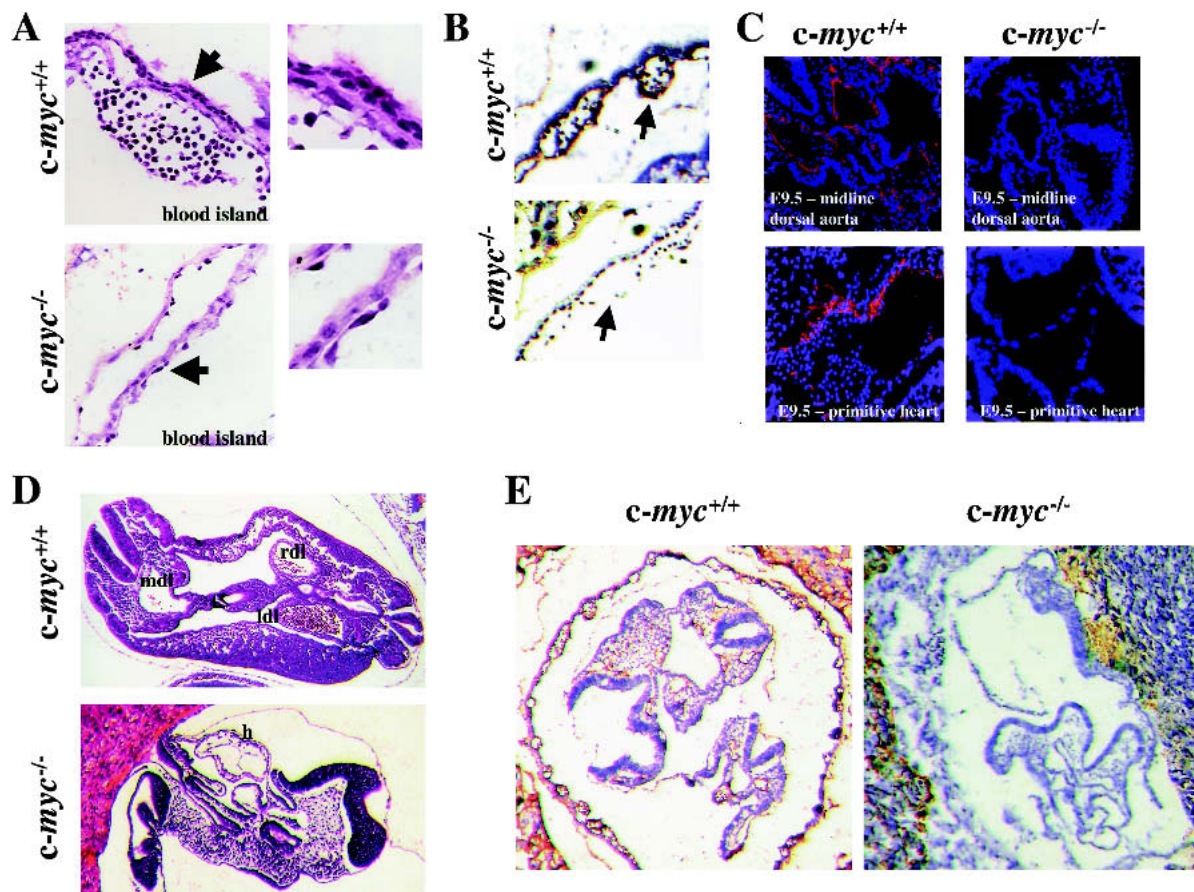 A
c-myc+/+
blood island
c-myc-/-
blood island
B
c-myc+/+
c-myc-/-
C
c-myc+/+
c-myc-/-
E9.5 – midline
dorsal aorta
E9.5 – midline
dorsal aorta
E9.5 – primitive heart
E9.5 – primitive heart
D
c-myc+/+
mdl
rdl
ldl
c-myc-/-
h
E
c-myc+/+
c-myc-/-